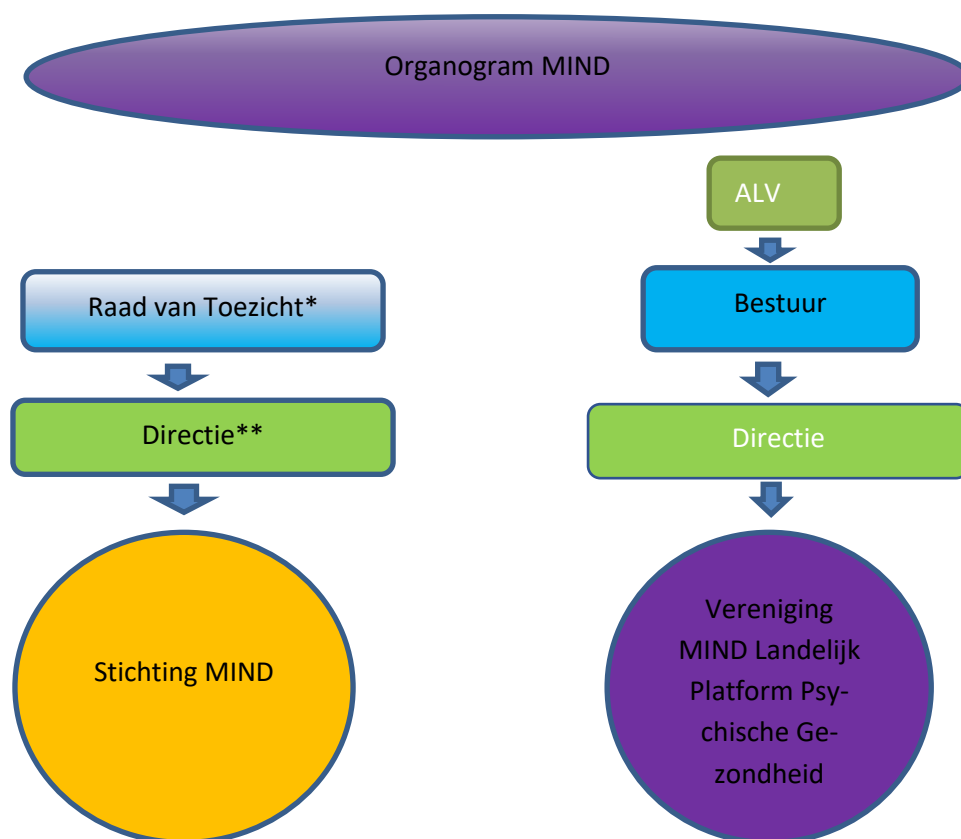 Organogram MIND
ALV
Raad van Toezicht*
Bestuur
Directie**
Directie
Stichting MIND
Vereniging
MIND Landelijk
Platform Psy-
chische Ge-
zondheid